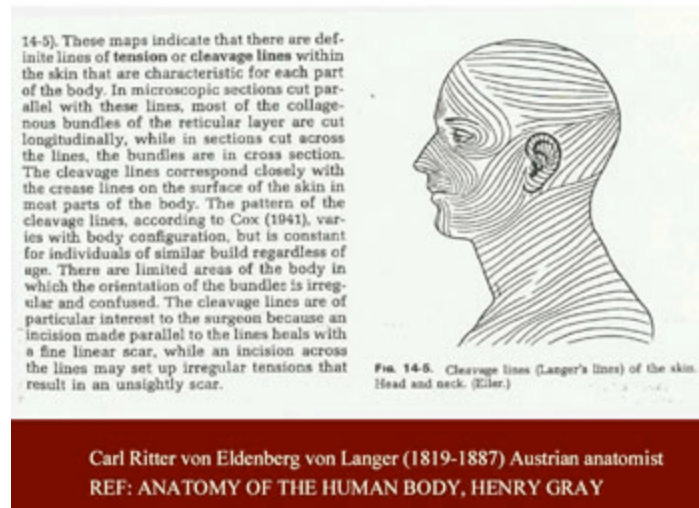 14-5). These maps indicate that there are def-
inite lines of tension or cleavage lines within
the skin that are characteristic for each part
of the body. In microscopic sections cut par-
allel with these lines, most of the collage-
nous bundles of the reticular layer are cut
longitudinally, while in sections cut across
the lines, the bundles are in cross section.
The cleavage lines correspond closely with
the crease lines on the surface of the skin in
most parts of the body. The pattern of the
cleavage lines, according to Cox (1941), var-
ies with body configuration, but is constant
for individuals of similar build regardless of
age. There are limited areas of the body in
which the orientation of the bundles is irreg-
ular and confused. The cleavage lines are of
particular interest to the surgeon because an
incision made parallel to the lines heals with
a fine linear scar, while an incision across
the lines may set up irregular tensions that
result in an unsightly scar.
FIG. 14-5. Cleavage lines (Langer's lines) of the skin.
Head and neck. (Eller.)
Carl Ritter von Eldenberg von Langer (1819-1887) Austrian anatomist
REF: ANATOMY OF THE HUMAN BODY, HENRY GRAY